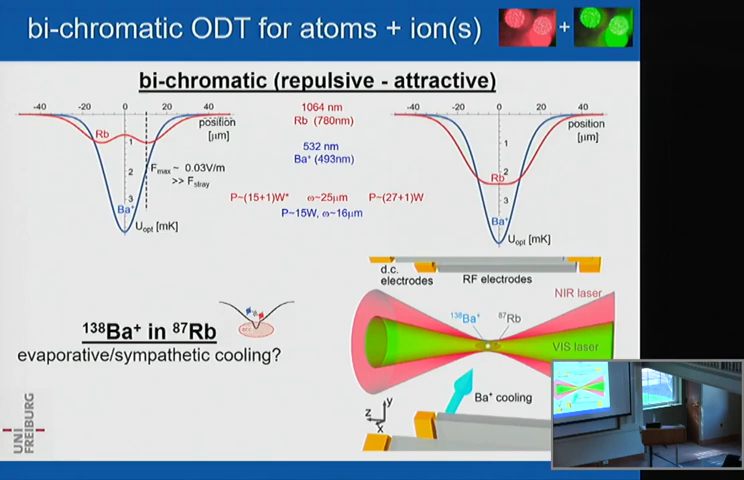 bi-chromatic ODT for atoms + ion(s)
+
bi-chromatic (repulsive - attractive)
-40 -20 0 20 40
position
[µm]
Rb
1
2
3
Ba⁺
U_opt [mK]
F_max ~ 0.03V/m
>> F_stray
1064 nm
Rb (780nm)
532 nm
Ba⁺ (493nm)
P~(15+1)W* ω~25µm P~(27+1)W
P~15W, ω~16µm
-40 -20 0 20 40
position
[µm]
1
2
Rb
3
Ba⁺
U_opt [mK]
d.c.
electrodes
RF electrodes
NIR laser
¹³⁸Ba⁺ ⁸⁷Rb
VIS laser
Ba⁺ cooling
y
z
x
¹³⁸Ba⁺ in ⁸⁷Rb
evaporative/sympathetic cooling?
UNI
FREIBURG